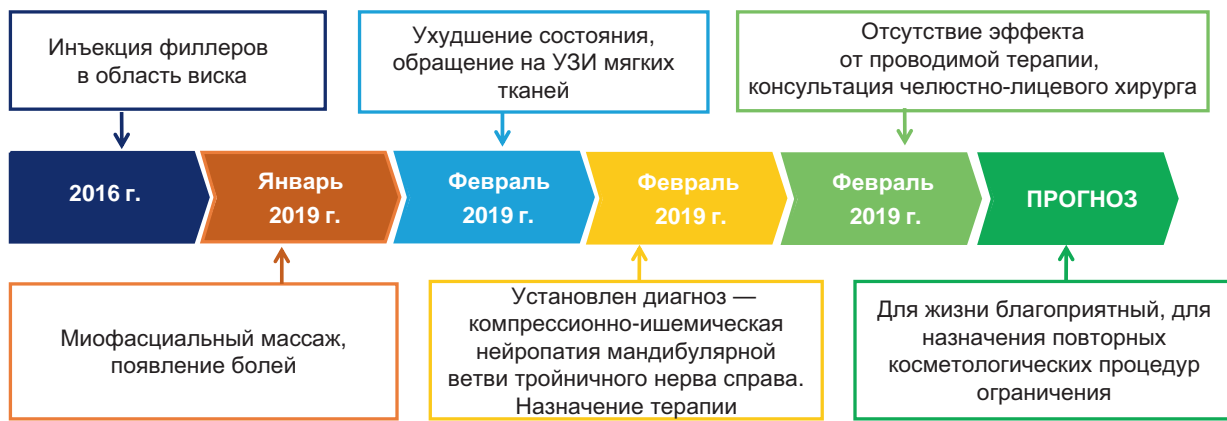 Инъекция филлеров
в область виска
Ухудшение состояния,
обращение на УЗИ мягких
тканей
Отсутствие эффекта
от проводимой терапии,
консультация челюстно-лицевого хирурга
2016 г.
Январь
2019 г.
Февраль
2019 г.
Февраль
2019 г.
Февраль
2019 г.
ПРОГНОЗ
Миофасциальный массаж,
появление болей
Установлен диагноз —
компрессионно-ишемическая
нейропатия мандибулярной
ветви тройничного нерва справа.
Назначение терапии
Для жизни благоприятный, для
назначения повторных
косметологических процедур
ограничения